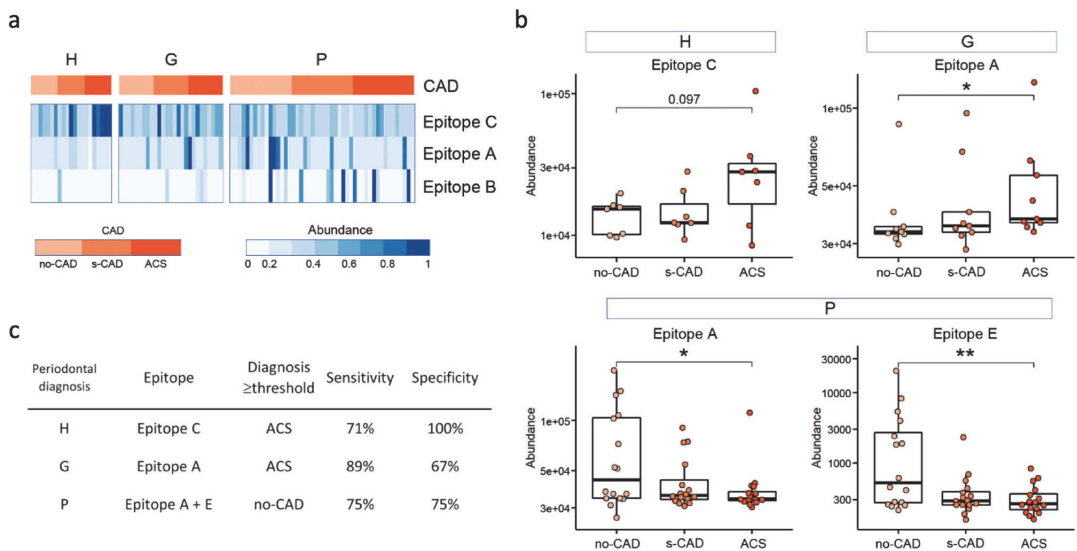 a
H G P
CAD
Epitope C
Epitope A
Epitope B
CAD
no-CAD s-CAD ACS
Abundance
0 0.2 0.4 0.6 0.8 1
b
H
Epitope C
0.097
1e+05
3e+04
1e+04
Abundance
no-CAD s-CAD ACS
G
Epitope A
*
1e+05
5e+04
3e+04
Abundance
no-CAD s-CAD ACS
P
Epitope A
*
1e+05
5e+04
3e+04
Abundance
no-CAD s-CAD ACS
Epitope E
**
30000
10000
3000
1000
300
Abundance
no-CAD s-CAD ACS
c
Periodontal diagnosis Epitope Diagnosis ≥threshold Sensitivity Specificity
H Epitope C ACS 71% 100%
G Epitope A ACS 89% 67%
P Epitope A + E no-CAD 75% 75%